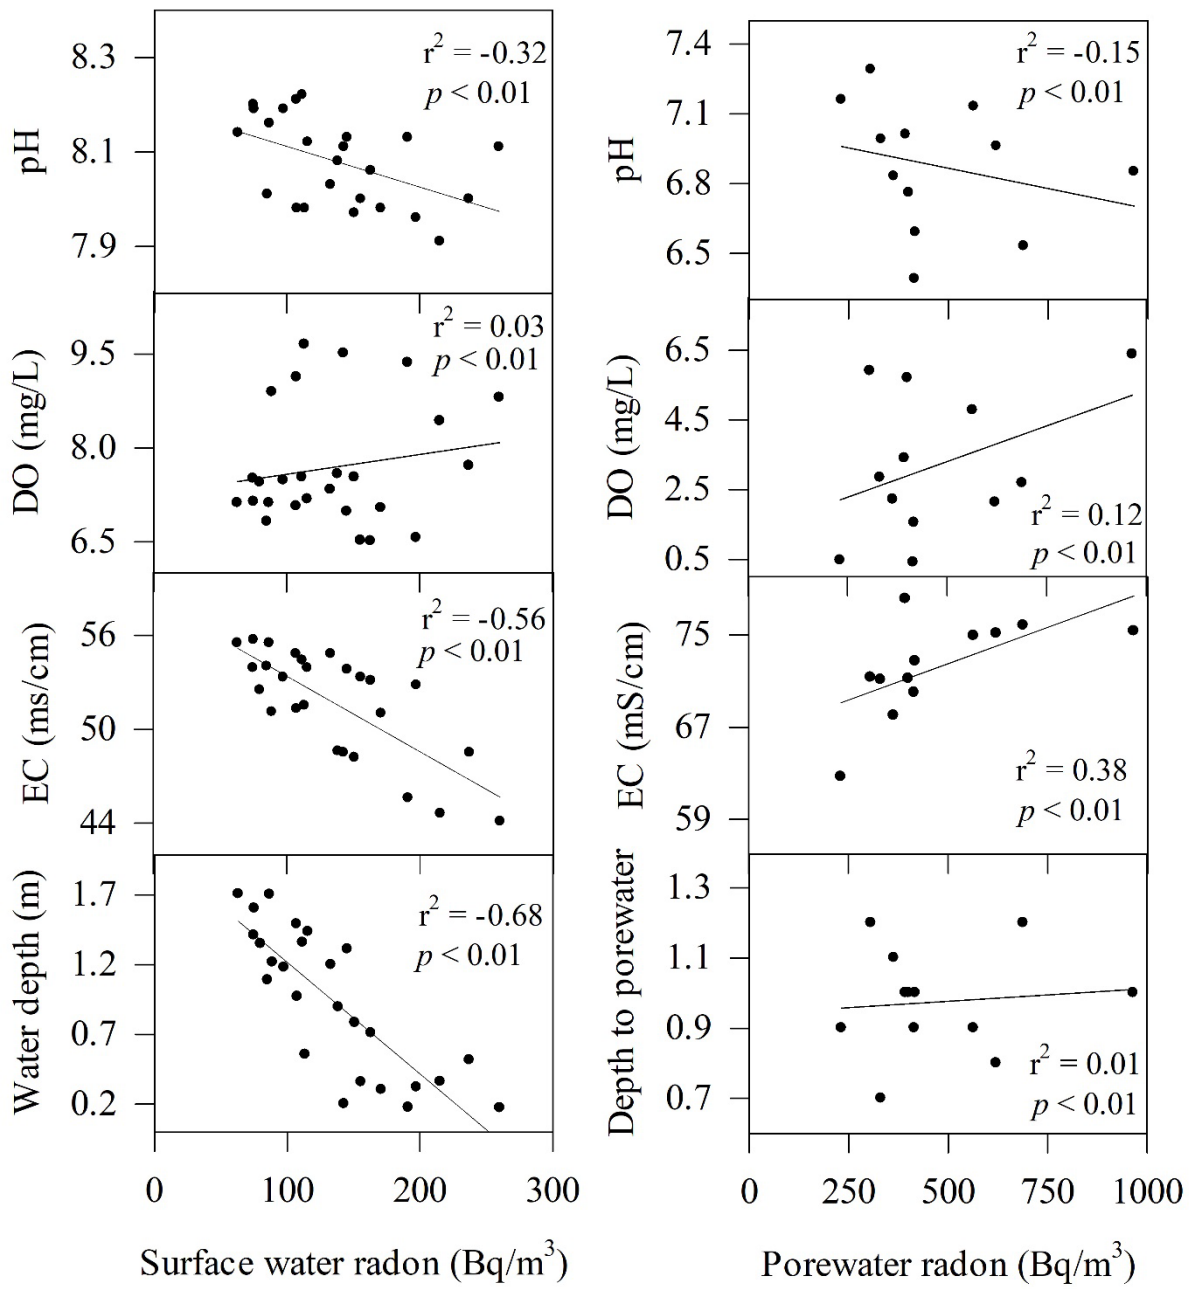 pH
8.3
8.1
7.9
r² = -0.32
p < 0.01
DO (mg/L)
9.5
8.0
6.5
r² = 0.03
p < 0.01
EC (ms/cm)
56
50
44
r² = -0.56
p < 0.01
Water depth (m)
1.7
1.2
0.7
0.2
r² = -0.68
p < 0.01
0 100 200 300
Surface water radon (Bq/m³)
pH
7.4
7.1
6.8
6.5
r² = -0.15
p < 0.01
DO (mg/L)
6.5
4.5
2.5
0.5
r² = 0.12
p < 0.01
EC (mS/cm)
75
67
59
r² = 0.38
p < 0.01
Depth to porewater
1.3
1.1
0.9
0.7
r² = 0.01
p < 0.01
0 250 500 750 1000
Porewater radon (Bq/m³)